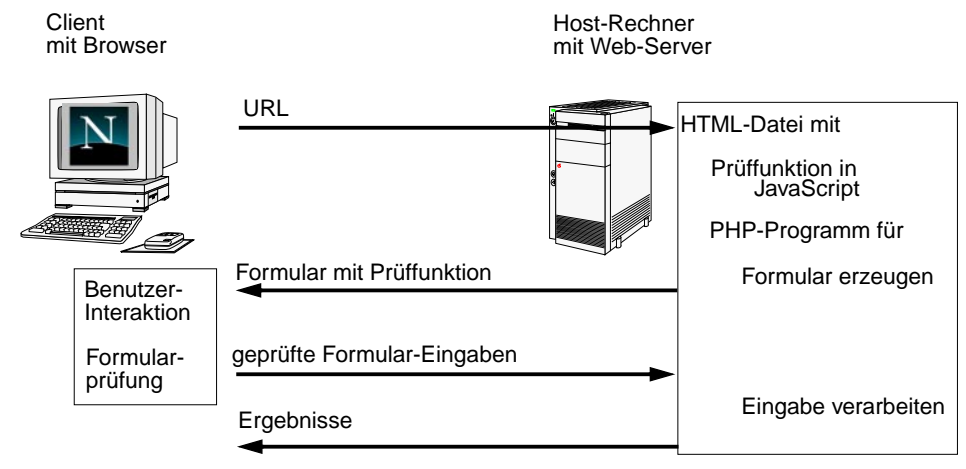 Client
mit Browser
Host-Rechner
mit Web-Server
N
URL
HTML-Datei mit
Prüffunktion in
JavaScript
PHP-Programm für
Formular mit Prüffunktion
Formular erzeugen
Benutzer-
Interaktion
Formular-
prüfung
geprüfte Formular-Eingaben
Eingabe verarbeiten
Ergebnisse